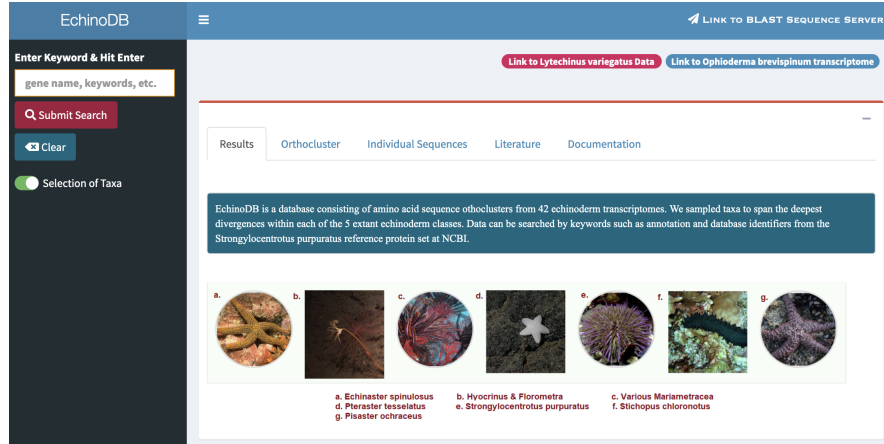 EchinoDB
LINK TO BLAST SEQUENCE SERVER
Enter Keyword & Hit Enter
gene name, keywords, etc.
Submit Search
Clear
Selection of Taxa
Link to Lytechinus variegatus Data
Link to Ophioderma brevispinum transcriptome
Results
Orthocluster
Individual Sequences
Literature
Documentation
EchinoDB is a database consisting of amino acid sequence othoclusters from 42 echinoderm transcriptomes. We sampled taxa to span the deepest
divergences within each of the 5 extant echinoderm classes. Data can be searched by keywords such as annotation and database identifiers from the
Strongylocentrotus purpuratus reference protein set at NCBI.
a. b. c. d. e. f. g.
a. Echinaster spinulosus b. Hyocrinus & Florometra c. Various Mariametracea
d. Pteraster tesselatus e. Strongylocentrotus purpuratus f. Stichopus chloronotus
g. Pisaster ochraceus